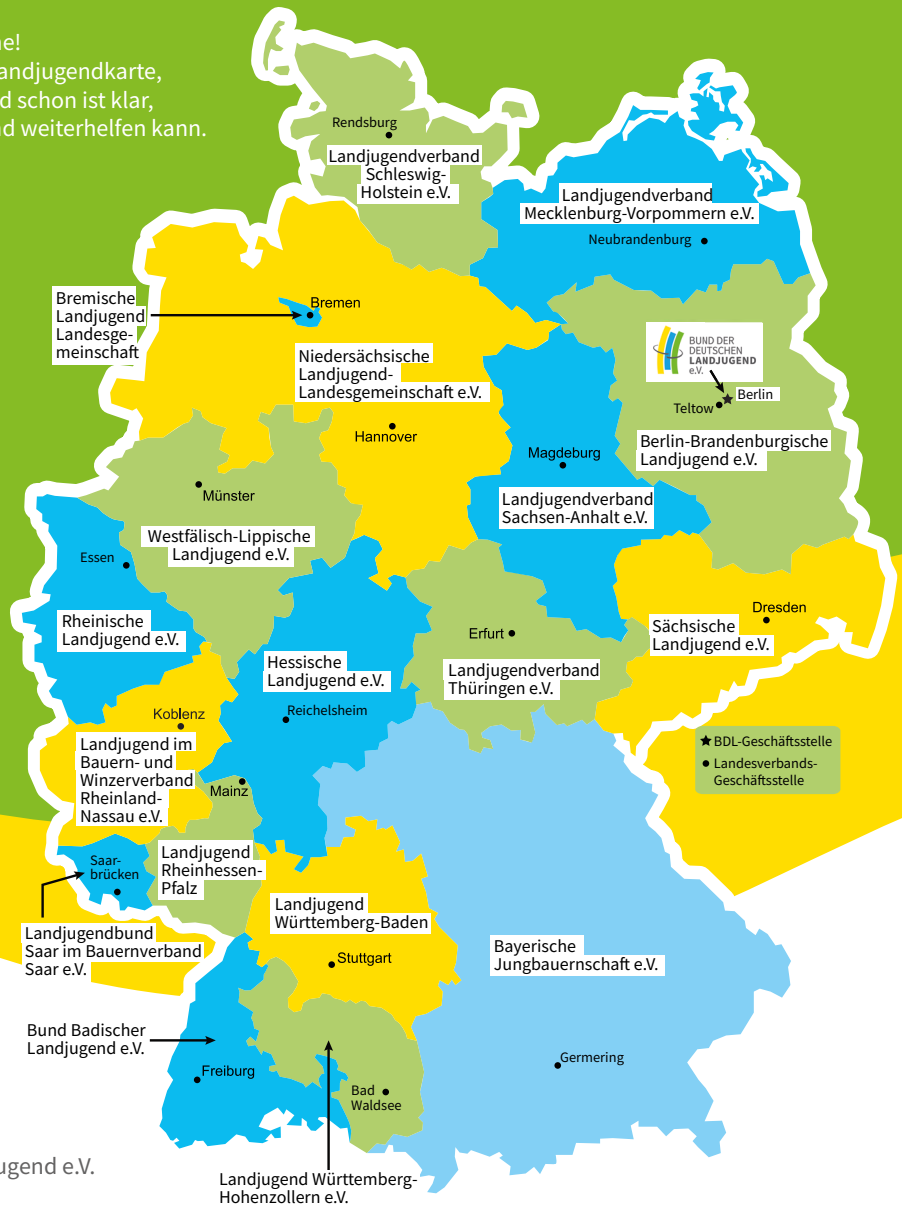 ne!
andjugendkarte,
d schon ist klar,
nd weiterhelfen kann.
Rendsburg
Landjugendverband
Schleswig-
Holstein e.V.
Landjugendverband
Mecklenburg-Vorpommern e.V.
Neubrandenburg
Bremische
Landjugend
Landesge-
meinschaft
Bremen
Niedersächsische
Landjugend-
Landesgemeinschaft e.V.
Hannover
BUND DER
DEUTSCHEN
LANDJUGEND
e.V.
Berlin
Teltow
Berlin-Brandenburgische
Landjugend e.V.
Magdeburg
Landjugendverband
Sachsen-Anhalt e.V.
Münster
Westfälisch-Lippische
Landjugend e.V.
Essen
Rheinische
Landjugend e.V.
Hessische
Landjugend e.V.
Reichelsheim
Erfurt
Landjugendverband
Thüringen e.V.
Dresden
Sächsische
Landjugend e.V.
Koblenz
Landjugend im
Bauern- und
Winzerverband
Rheinland-
Nassau e.V.
Mainz
BDL-Geschäftsstelle
Landesverbands-
Geschäftsstelle
Saar-
brücken
Landjugend
Rheinhessen-
Pfalz
Landjugendbund
Saar im Bauernverband
Saar e.V.
Landjugend
Württemberg-Baden
Stuttgart
Bayerische
Jungbauernschaft e.V.
Germering
Bund Badischer
Landjugend e.V.
Freiburg
Bad
Waldsee
ugend e.V.
Landjugend Württemberg-
Hohenzollern e.V.